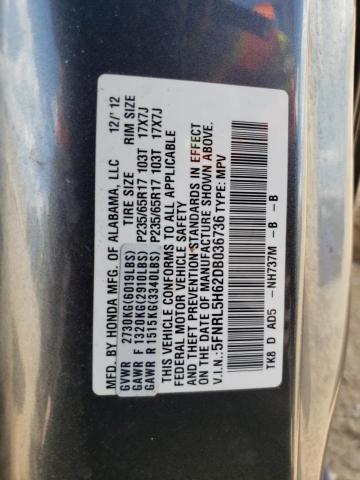 MFD. BY HONDA MFG. OF ALABAMA, LLC 12/'12
TIRE SIZE RIM SIZE
GVWR 2730KG(6019LBS)
GAWR F 1320KG(2910LBS) P235/65R17 103T 17X7J
GAWR R 1515KG(3340LBS) P235/65R17 103T 17X7J
THIS VEHICLE CONFORMS TO ALL APPLICABLE
FEDERAL MOTOR VEHICLE SAFETY
AND THEFT PREVENTION STANDARDS IN EFFECT
ON THE DATE OF MANUFACTURE SHOWN ABOVE.
V.I.N.: 5FNRL5H62DB036736 TYPE: MPV
TK8 D AD5 -NH737M -B -B